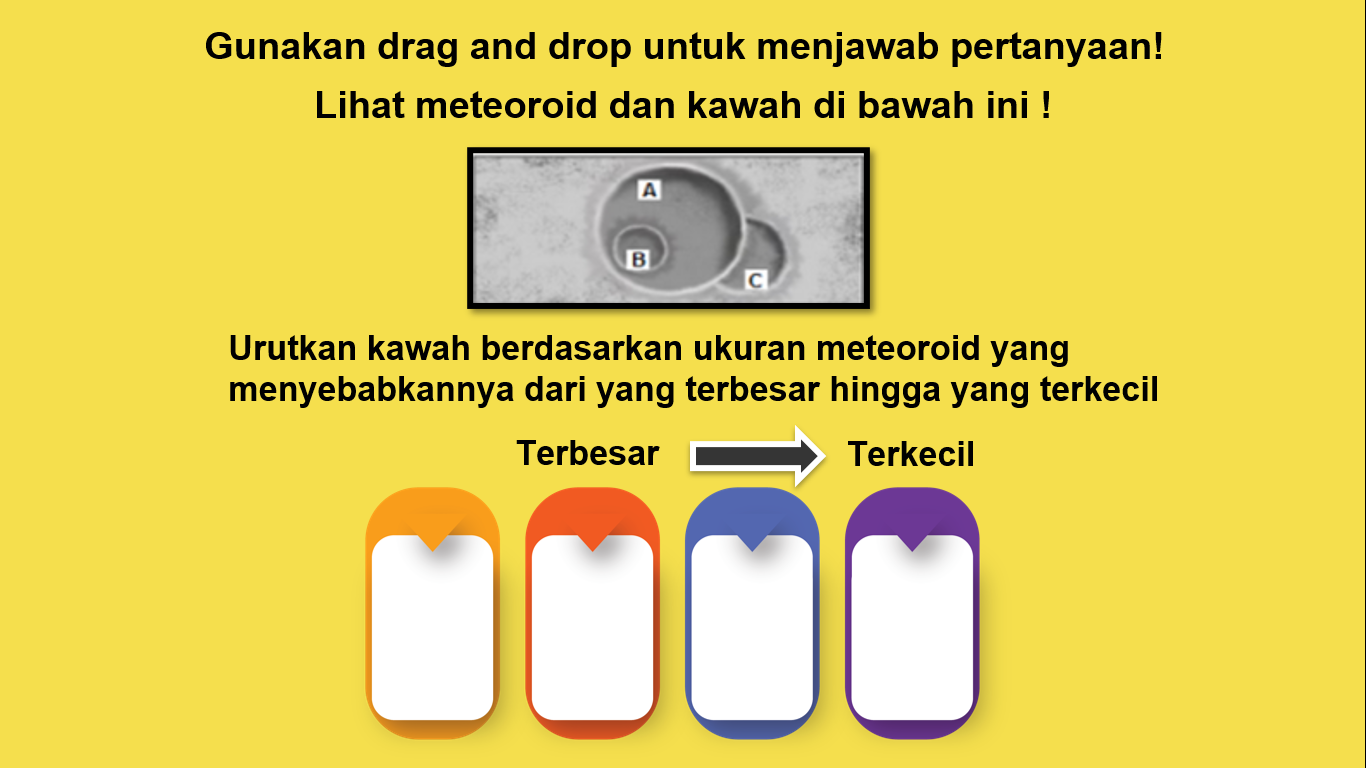 Gunakan drag and drop untuk menjawab pertanyaan!
Lihat meteoroid dan kawah di bawah ini !
A
B
C
Urutkan kawah berdasarkan ukuran meteoroid yang
menyebabkannya dari yang terbesar hingga yang terkecil
Terbesar Terkecil